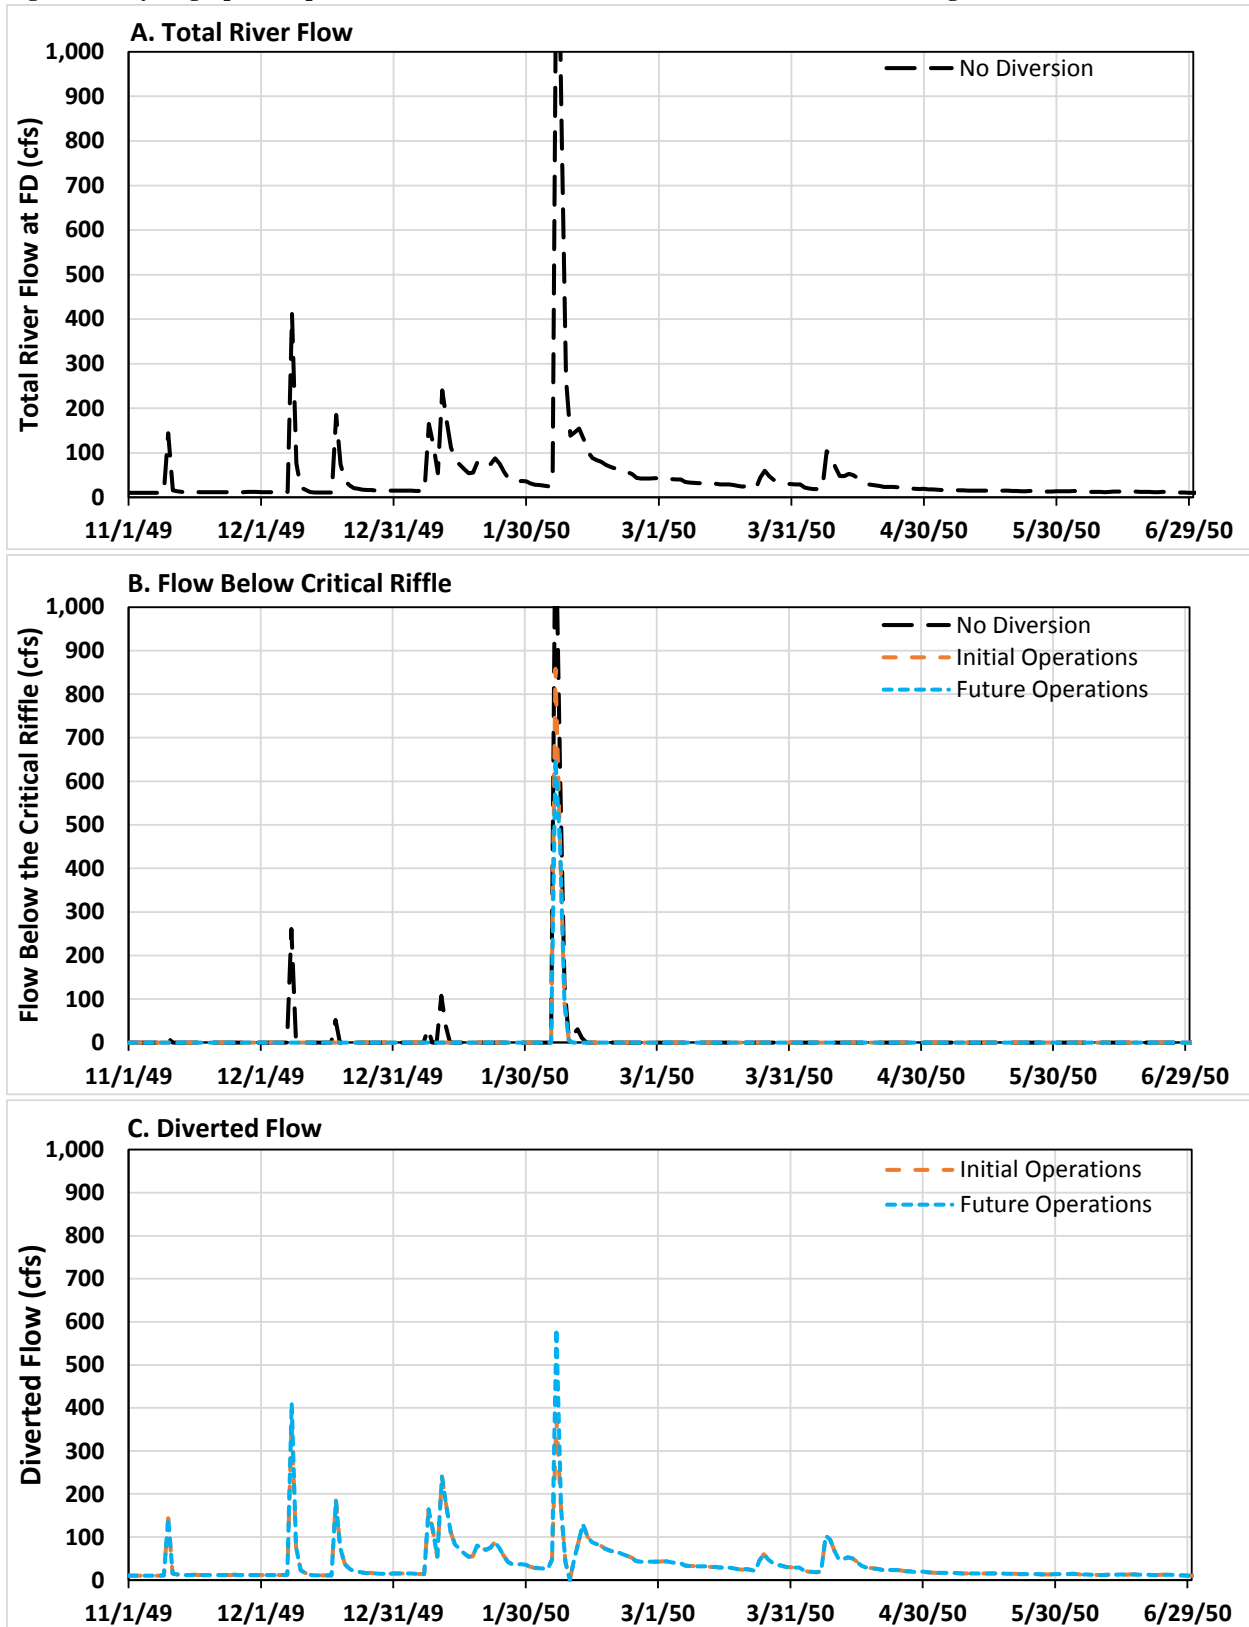 A. Total River Flow
No Diversion
Total River Flow at FD (cfs)
1,000
900
800
700
600
500
400
300
200
100
0
11/1/49 12/1/49 12/31/49 1/30/50 3/1/50 3/31/50 4/30/50 5/30/50 6/29/50
B. Flow Below Critical Riffle
No Diversion
Initial Operations
Future Operations
Flow Below the Critical Riffle (cfs)
1,000
900
800
700
600
500
400
300
200
100
0
11/1/49 12/1/49 12/31/49 1/30/50 3/1/50 3/31/50 4/30/50 5/30/50 6/29/50
C. Diverted Flow
Initial Operations
Future Operations
Diverted Flow (cfs)
1,000
900
800
700
600
500
400
300
200
100
0
11/1/49 12/1/49 12/31/49 1/30/50 3/1/50 3/31/50 4/30/50 5/30/50 6/29/50